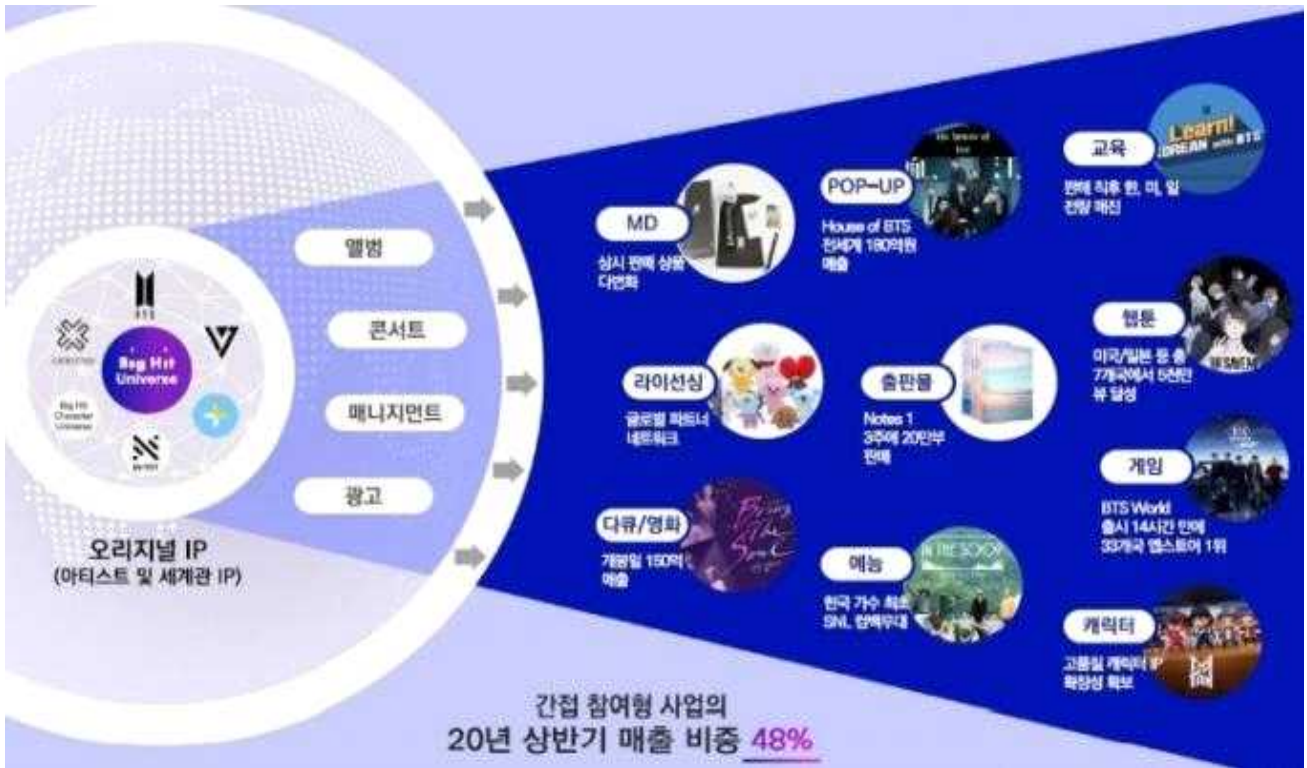 BTS
Big Hit
Universe
Big Hit
Character
Universe
오리지널 IP
(아티스트 및 세계관 IP)
앨범
콘서트
매니지먼트
광고
MD
상시 판매 상품
다변화
POP-UP
House of BTS
전세계 180억원
매출
Learn!
KOREAN with BTS
교육
판매 직후 한, 미, 일
전량 매진
라이선싱
글로벌 파트너
네트워크
출판물
Notes 1
3주에 20만부
판매
웹툰
미국/일본 등 총
7개국에서 5천만
뷰 달성
다큐/영화
개봉일 150억
매출
Bring
The
Soul
IN THE SOOP
예능
한국 가수 최초
SNL 컴백무대
게임
BTS World
출시 14시간 만에
33개국 앱스토어 1위
캐릭터
고품질 캐릭터 IP
확장성 확보
간접 참여형 사업의
20년 상반기 매출 비중 48%